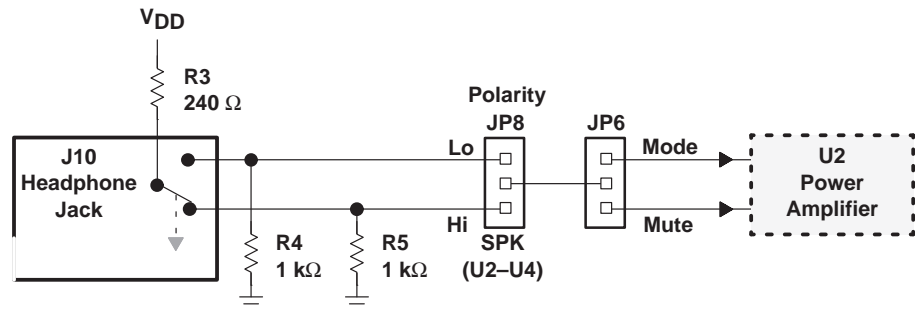 VDD
R3
240 Ω
J10
Headphone
Jack
R4
1 kΩ
R5
1 kΩ
Polarity
JP8
Lo
Hi
SPK
(U2–U4)
JP6
Mode
Mute
U2
Power
Amplifier